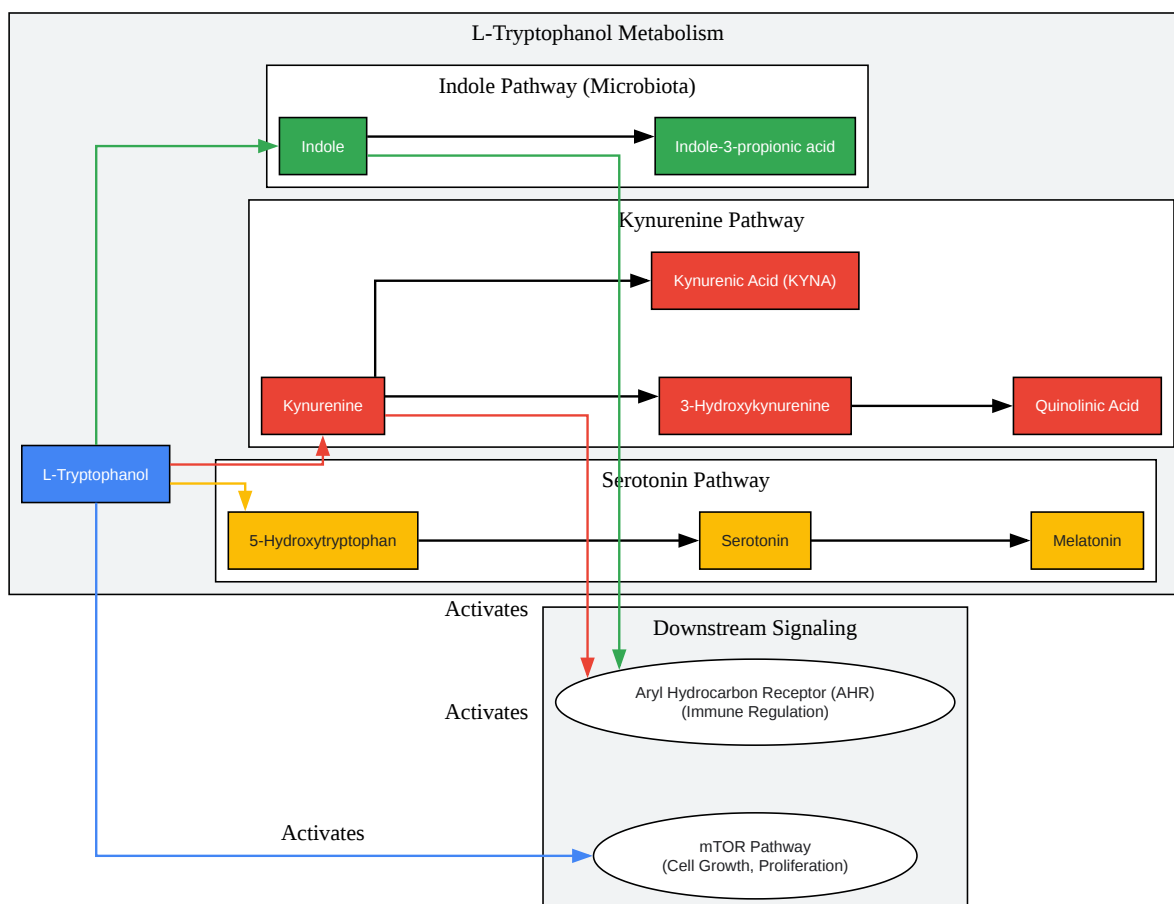 L-Tryptophanol Metabolism
Indole Pathway (Microbiota)
Indole
Indole-3-propionic acid
Kynurenine Pathway
Kynurenic Acid (KYNA)
Kynurenine
3-Hydroxykynurenine
Quinolinic Acid
L-Tryptophanol
Serotonin Pathway
5-Hydroxytryptophan
Serotonin
Melatonin
Activates
Downstream Signaling
Aryl Hydrocarbon Receptor (AHR)
(Immune Regulation)
Activates
Activates
mTOR Pathway
(Cell Growth, Proliferation)